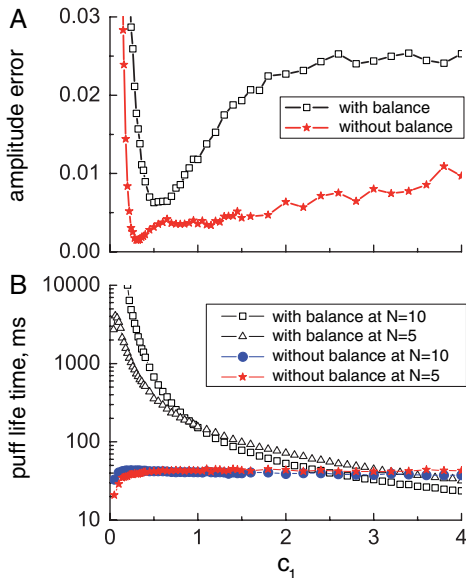 A
0.03
0.02
0.01
0.00
amplitude error
with balance
without balance
B
10000
1000
100
10
puff life time, ms
with balance at N=10
with balance at N=5
without balance at N=10
without balance at N=5
0
1
2
3
4
c1